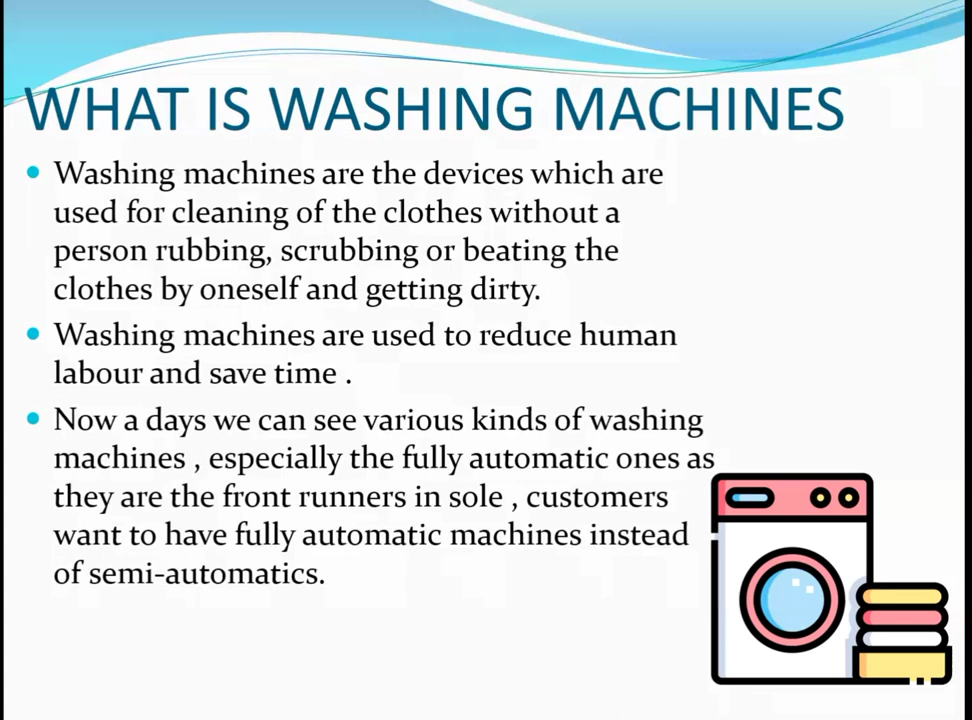 WHAT IS WASHING MACHINES
Washing machines are the devices which are
used for cleaning of the clothes without a
person rubbing, scrubbing or beating the
clothes by oneself and getting dirty.
Washing machines are used to reduce human
labour and save time .
Now a days we can see various kinds of washing
machines , especially the fully automatic ones as
they are the front runners in sole , customers
want to have fully automatic machines instead
of semi-automatics.